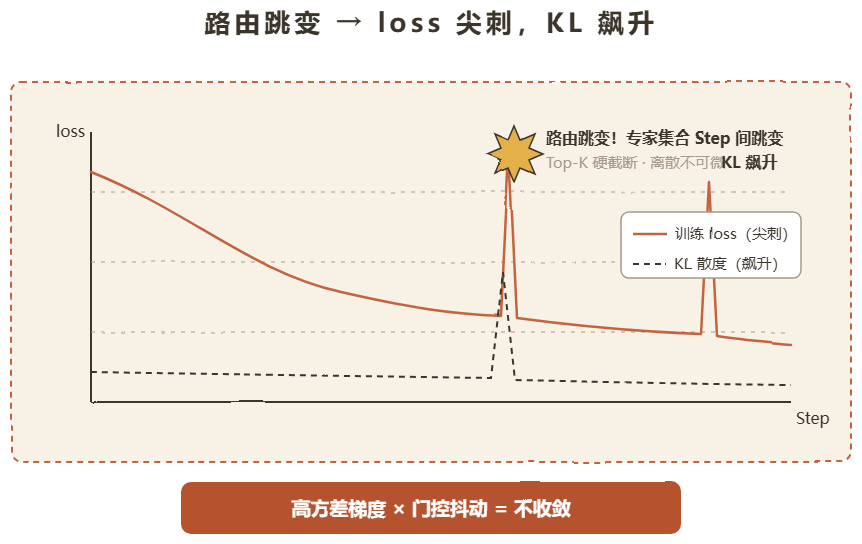 路由跳变 → loss 尖刺，KL 飙升
loss
路由跳变！专家集合 Step 间跳变
Top-K 硬截断 · 离散不可微
KL 飙升
训练 loss（尖刺）
KL 散度（飙升）
Step
高方差梯度 × 门控抖动 = 不收敛